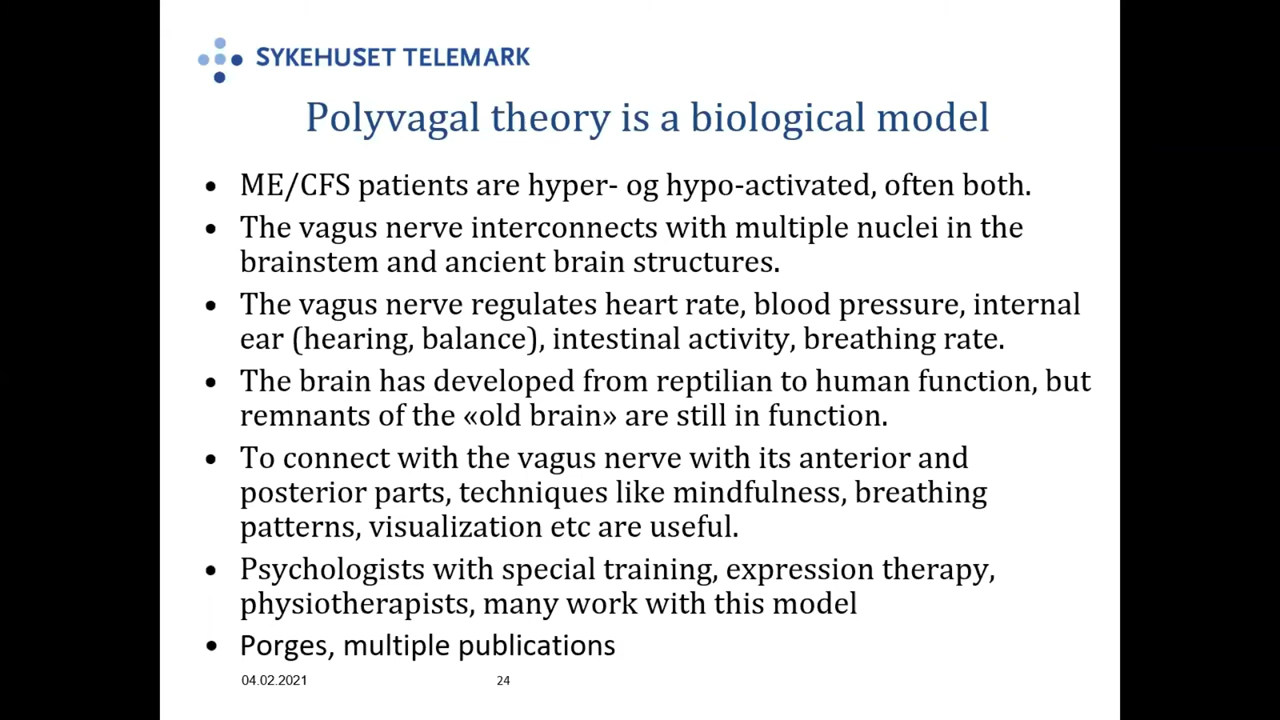 SYKEHUSET TELEMARK
Polyvagal theory is a biological model
• ME/CFS patients are hyper- og hypo-activated, often both.
• The vagus nerve interconnects with multiple nuclei in the
brainstem and ancient brain structures.
• The vagus nerve regulates heart rate, blood pressure, internal
ear (hearing, balance), intestinal activity, breathing rate.
• The brain has developed from reptilian to human function, but
remnants of the «old brain» are still in function.
• To connect with the vagus nerve with its anterior and
posterior parts, techniques like mindfulness, breathing
patterns, visualization etc are useful.
• Psychologists with special training, expression therapy,
physiotherapists, many work with this model
• Porges, multiple publications
04.02.2021 24